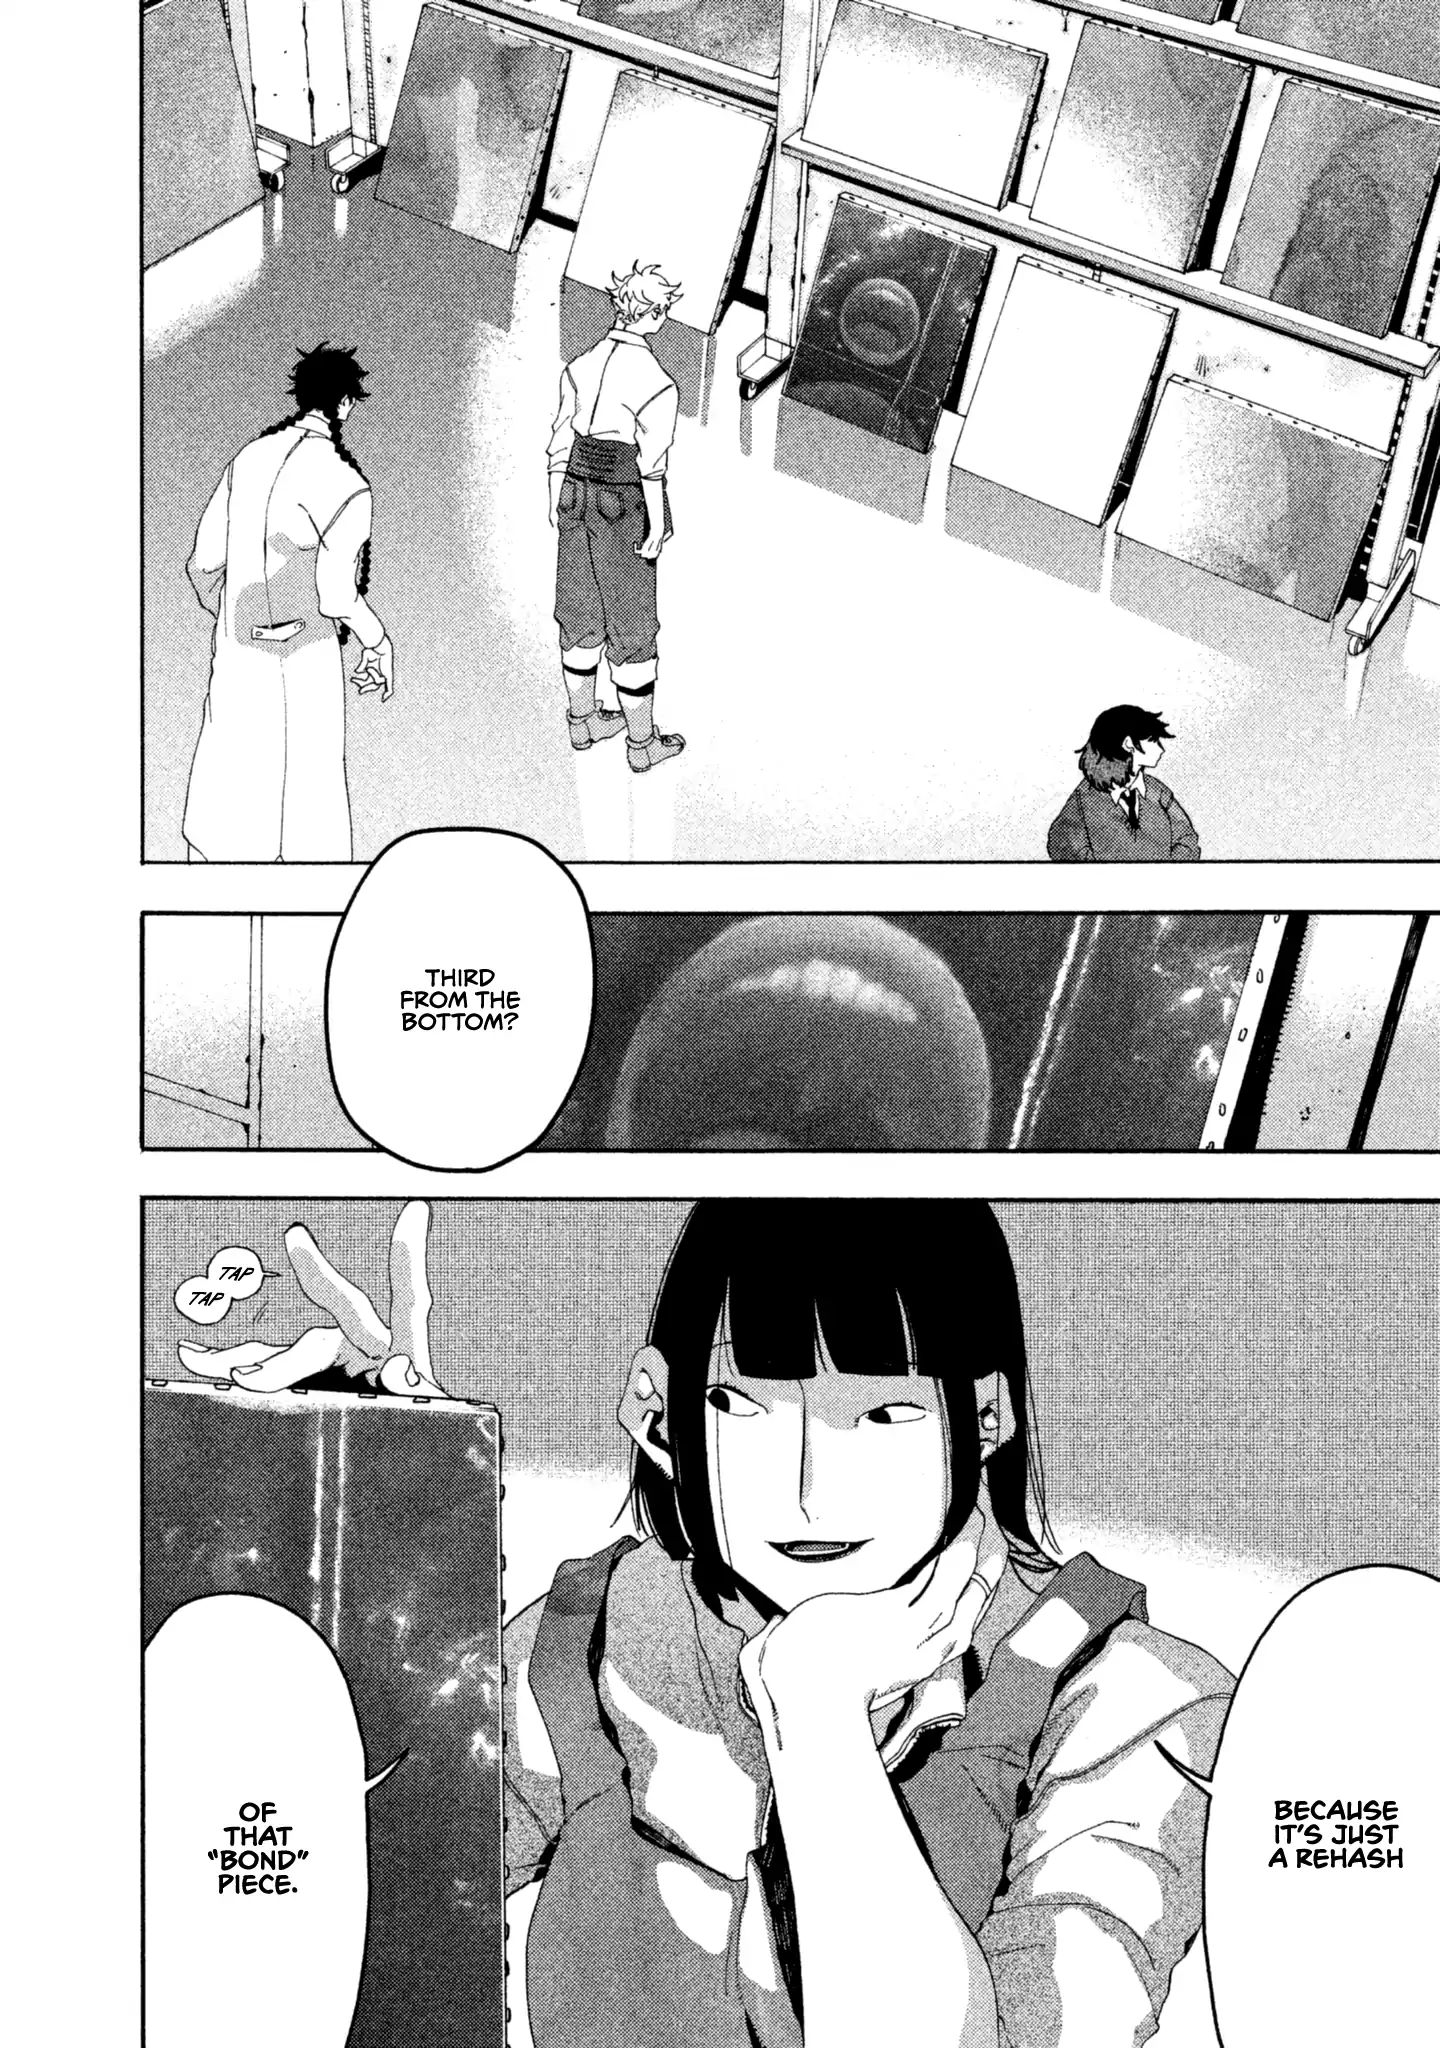 THIRD
FROM THE
BOTTOM?
TAP
TAP
BECAUSE
IT'S JUST
A REHASH
OF
THAT
"BOND"
PIECE.